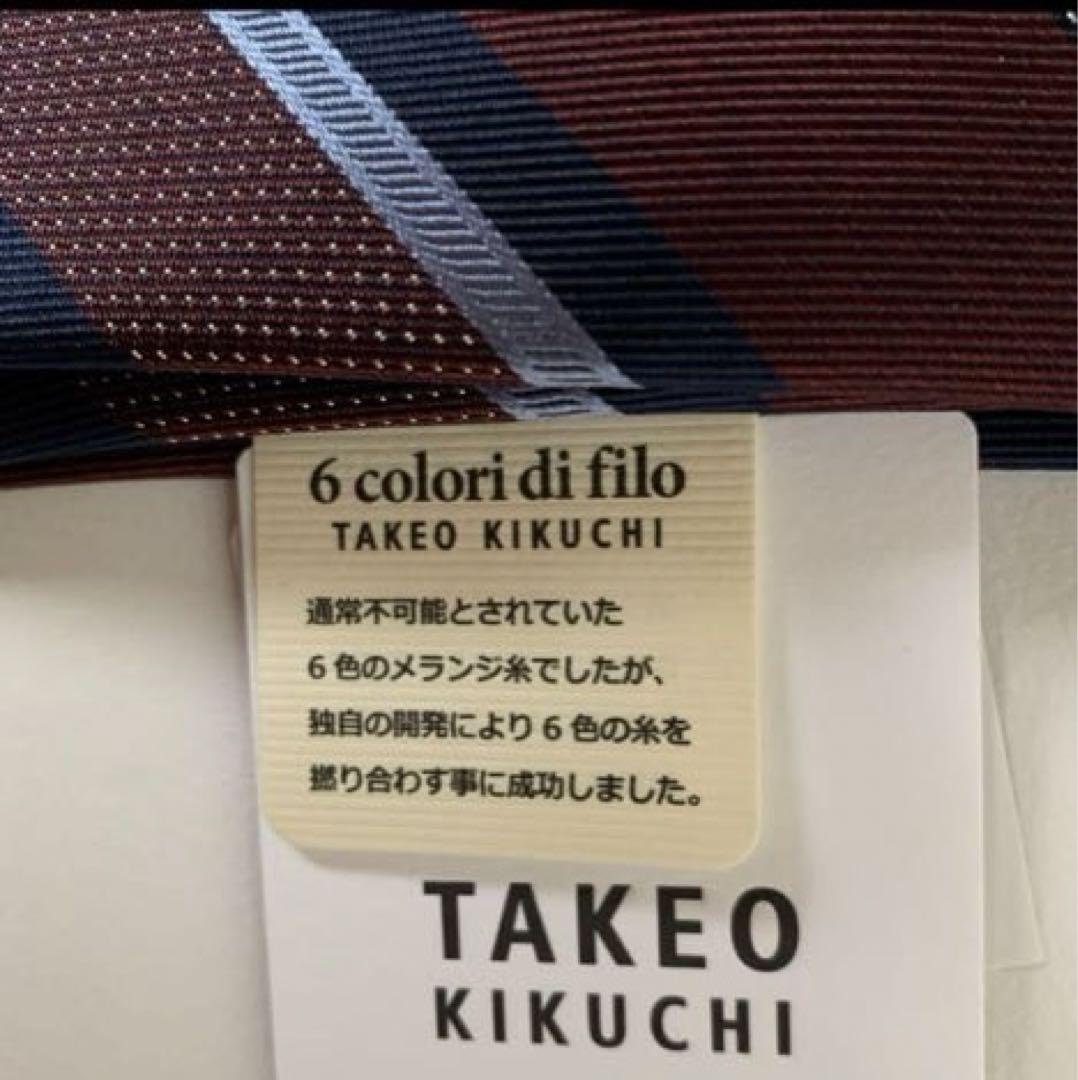 6 colori di filo
TAKEO KIKUCHI
通常不可能とされていた
6色のメランジ糸でしたが、
独自の開発により6色の糸を
撚り合わす事に成功しました。
TAKEO
KIKUCHI